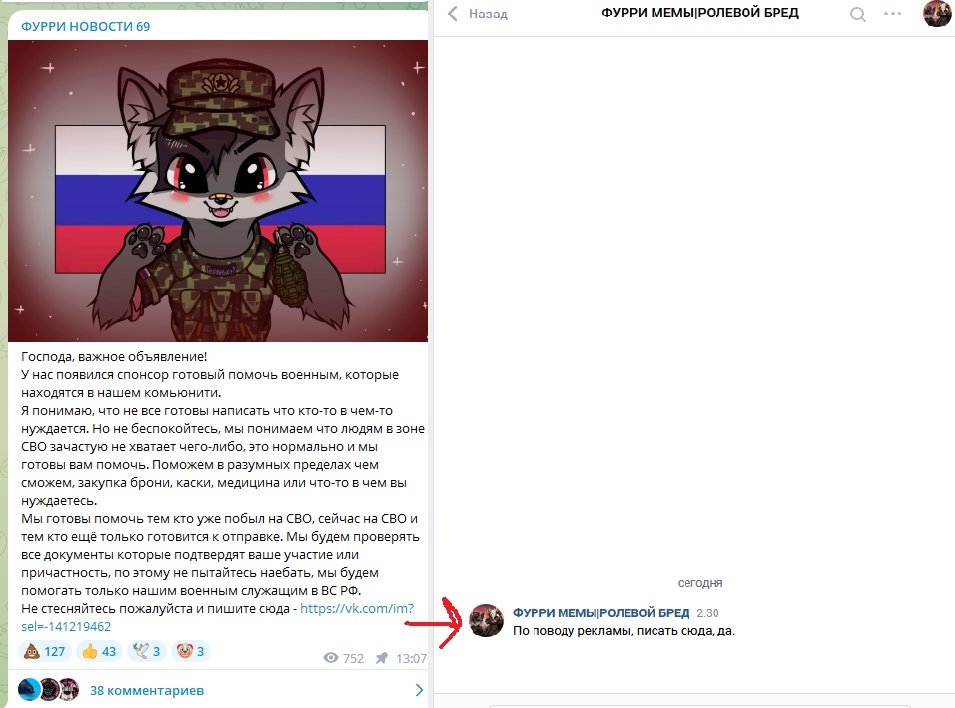 ФУРРИ НОВОСТИ 69
Господа, важное объявление!
У нас появился спонсор готовый помочь военным, которые
находятся в нашем комьюнити.
Я понимаю, что не все готовы написать что кто-то в чем-то
нуждается. Но не беспокойтесь, мы понимаем что людям в зоне
СВО зачастую не хватает чего-либо, это нормально и мы
готовы вам помочь. Поможем в разумных пределах чем
сможем, закупка брони, каски, медицина или что-то в чем вы
нуждаетесь.
Мы готовы помочь тем кто уже побыл на СВО, сейчас на СВО и
тем кто ещё только готовится к отправке. Мы будем проверять
все документы которые подтвердят ваше участие или
причастность, по этому не пытайтесь наебать, мы будем
помогать только нашим военным служащим в ВС РФ.
Не стесняйтесь пожалуйста и пишите сюда - https://vk.com/im?
sel=-141219462
127 43 3 3
752 13:07
38 комментариев
Назад
ФУРРИ МЕМЫ|РОЛЕВОЙ БРЕД
сегодня
ФУРРИ МЕМЫ|РОЛЕВОЙ БРЕД 2:30
По поводу рекламы, писать сюда, да.